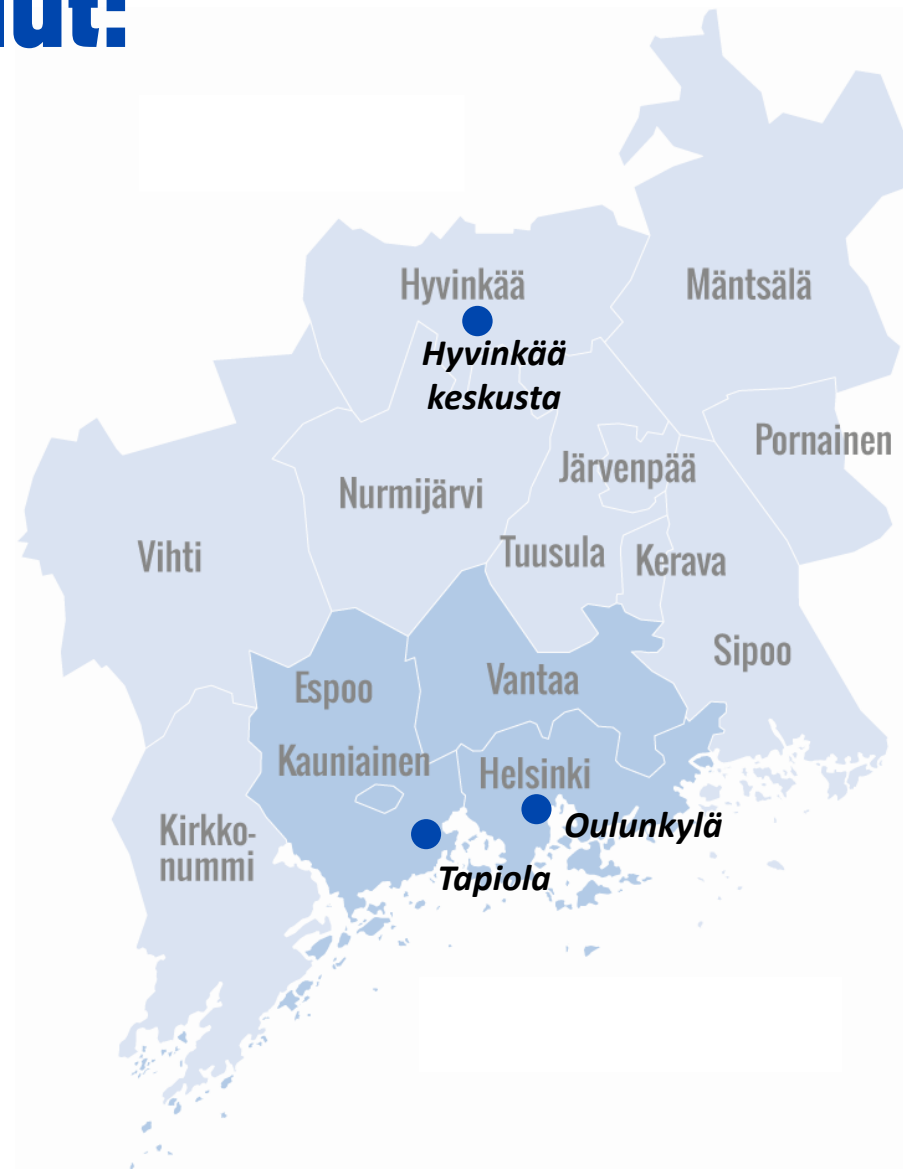 Hyvinkää
Mäntsälä
Hyvinkää
keskusta
Pornainen
Järvenpää
Nurmijärvi
Vihti
Tuusula
Kerava
Sipoo
Espoo
Vantaa
Kauniainen
Helsinki
Kirkko-
nummi
Oulunkylä
Tapiola